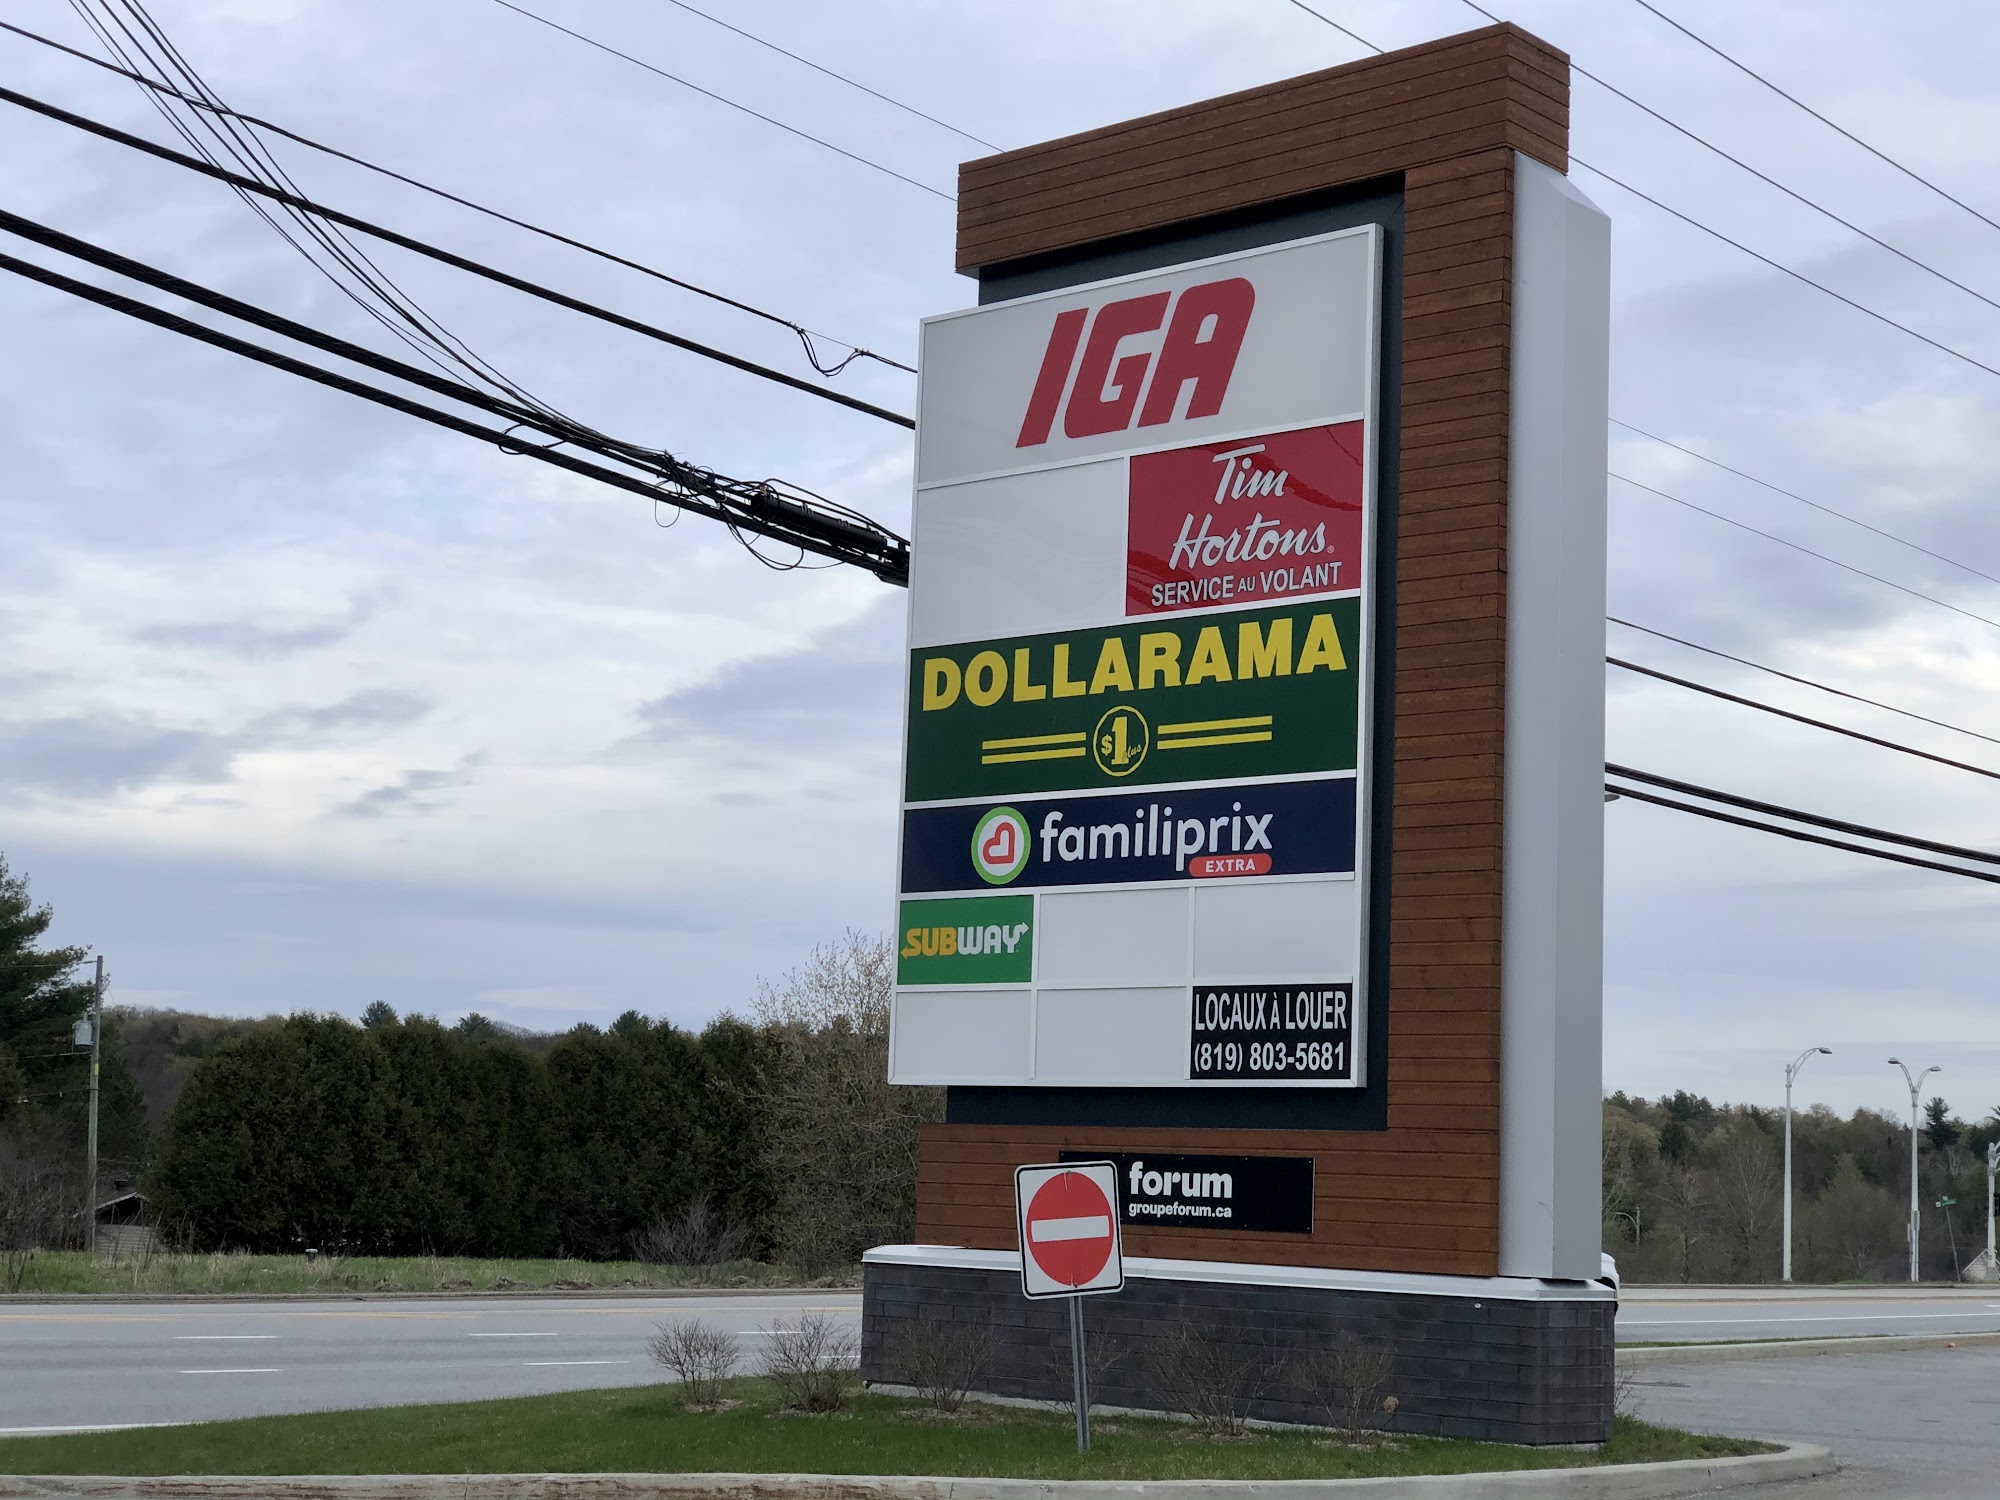 IGA
Tim
Hortons
SERVICE AU VOLANT
DOLLARAMA
$1 plus
familiprix
EXTRA
SUBWAY
LOCAUX À LOUER
(819) 803-5681
forum
groupeforum.ca